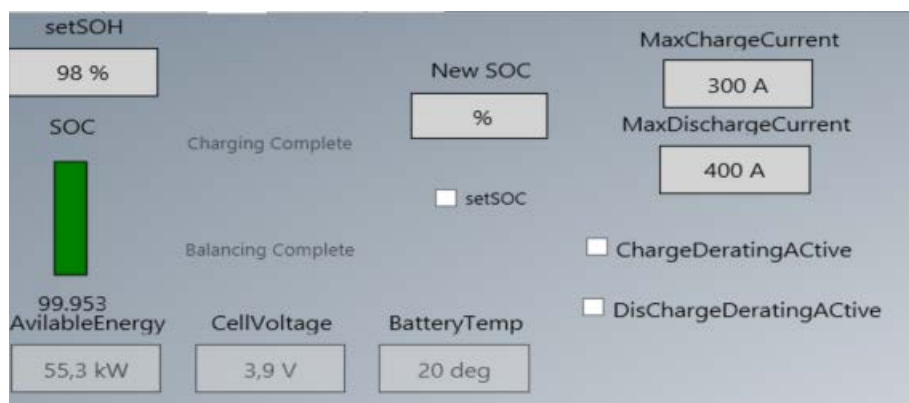 setSOH
98 %
SOC
99.953
Charging Complete
Balancing Complete
New SOC
%
setSOC
MaxChargeCurrent
300 A
MaxDischargeCurrent
400 A
ChargeDeratingACtive
DisChargeDeratingACtive
AvilableEnergy
55,3 kW
CellVoltage
3,9 V
BatteryTemp
20 deg